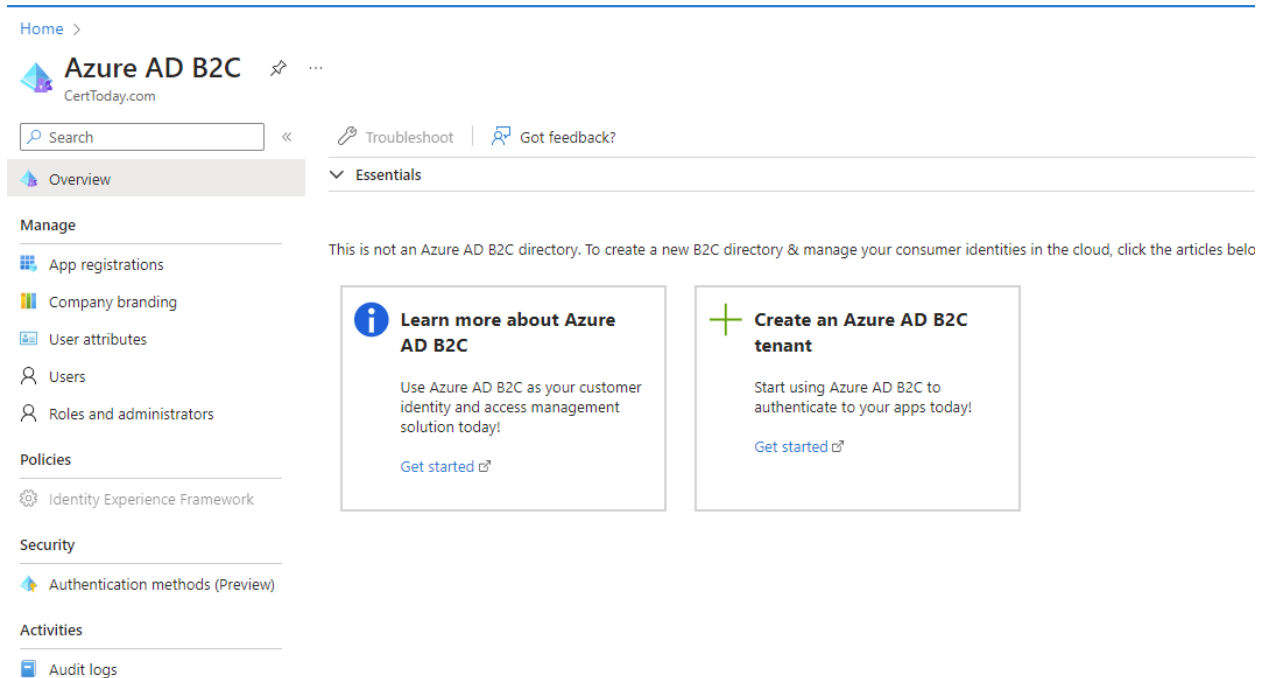 Home >
Azure AD B2C
...
CertToday.com
Search
«
Troubleshoot
Got feedback?
Overview
Essentials
Manage
App registrations
Company branding
User attributes
Users
Roles and administrators
Policies
Identity Experience Framework
Security
Authentication methods (Preview)
Activities
Audit logs
This is not an Azure AD B2C directory. To create a new B2C directory & manage your consumer identities in the cloud, click the articles belo
Learn more about Azure
AD B2C
Use Azure AD B2C as your customer
identity and access management
solution today!
Get started
Create an Azure AD B2C
tenant
Start using Azure AD B2C to
authenticate to your apps today!
Get started